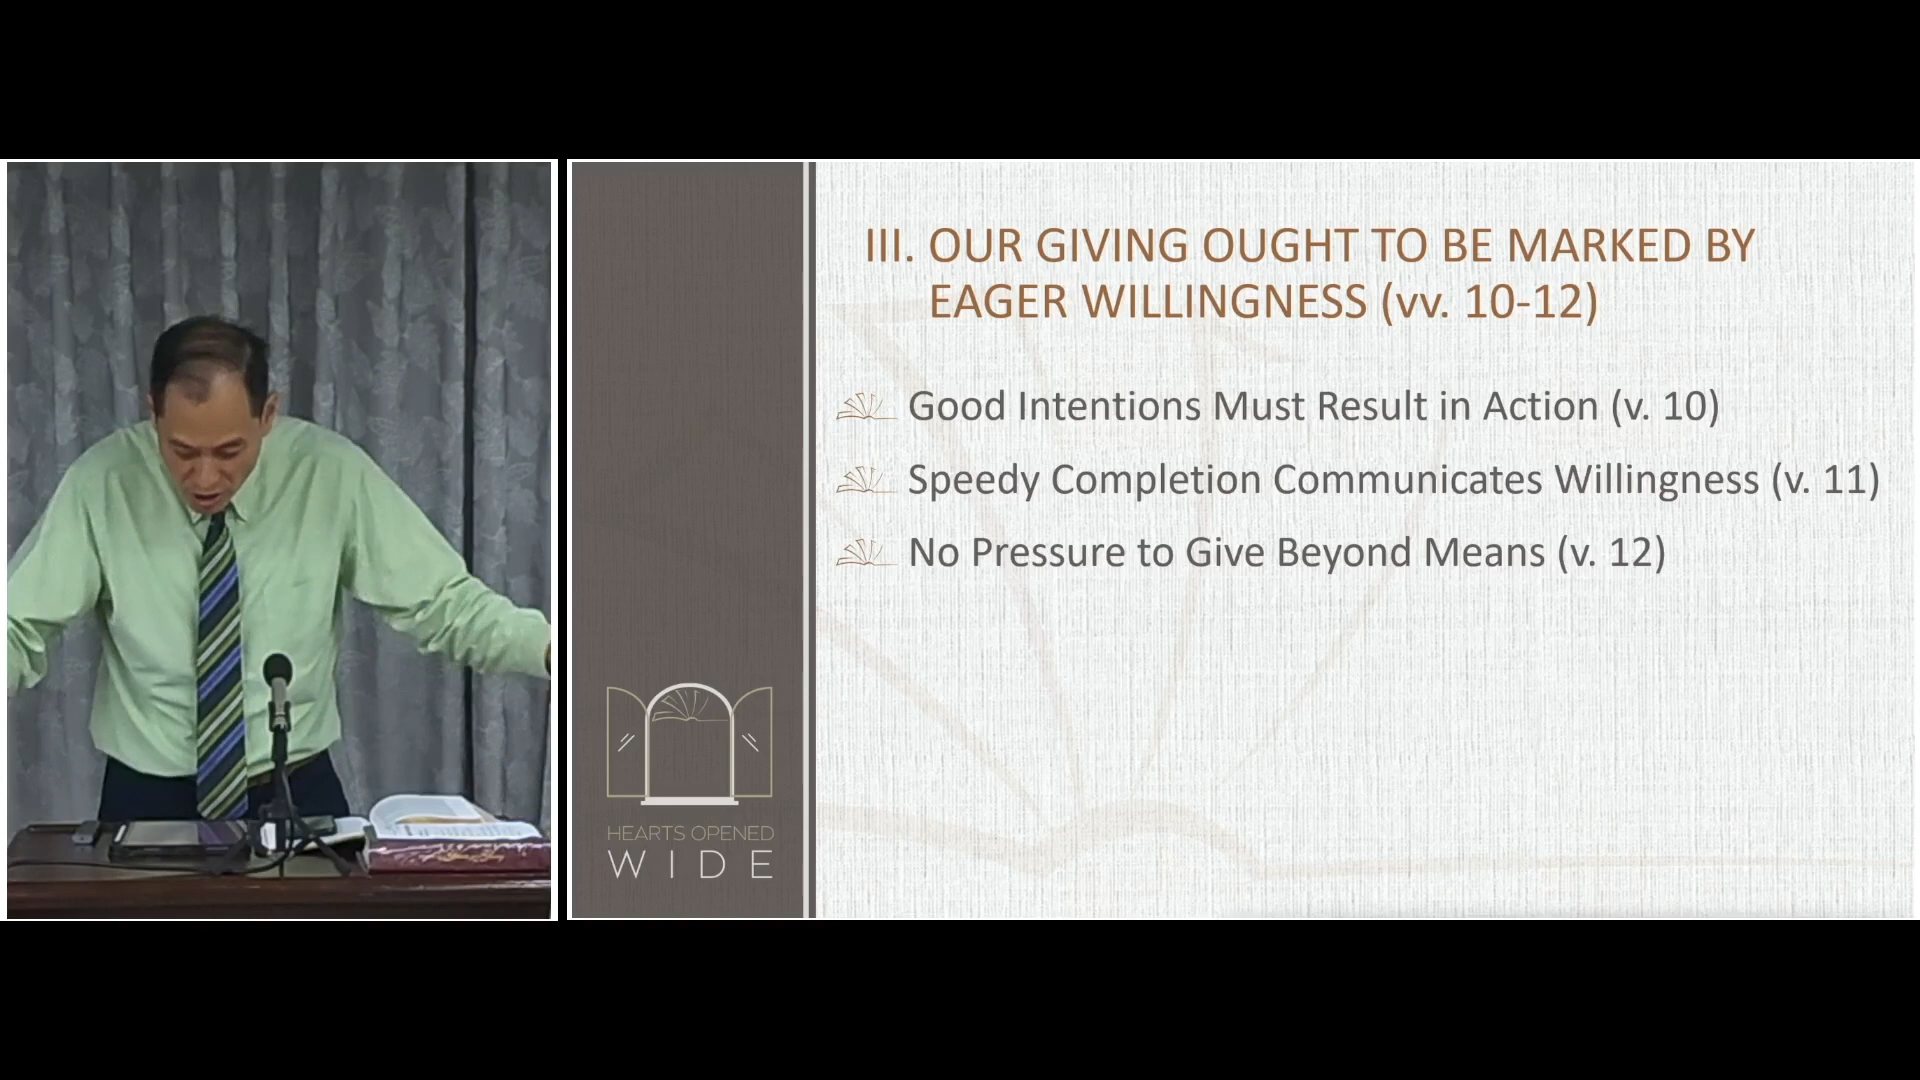 III. OUR GIVING OUGHT TO BE MARKED BY
EAGER WILLINGNESS (vv. 10-12)
Good Intentions Must Result in Action (v. 10)
Speedy Completion Communicates Willingness (v. 11)
No Pressure to Give Beyond Means (v. 12)
HEARTS OPENED
WIDE